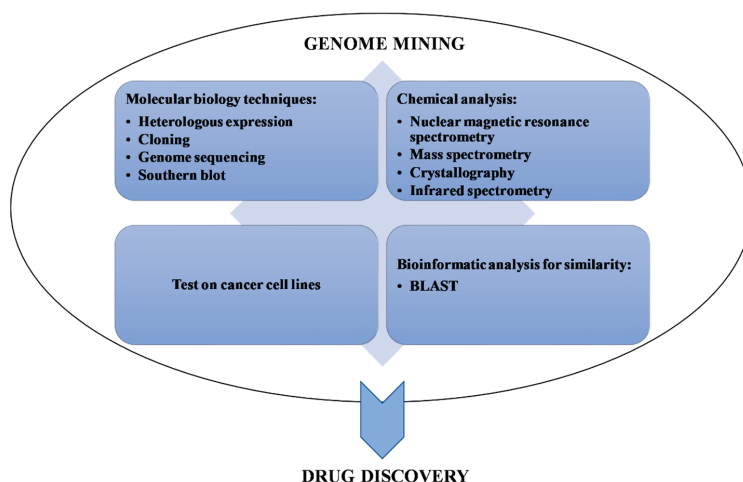 GENOME MINING
Molecular biology techniques:
• Heterologous expression
• Cloning
• Genome sequencing
• Southern blot
Chemical analysis:
• Nuclear magnetic resonance
spectrometry
• Mass spectrometry
• Crystallography
• Infrared spectrometry
Test on cancer cell lines
Bioinformatic analysis for similarity:
• BLAST
DRUG DISCOVERY